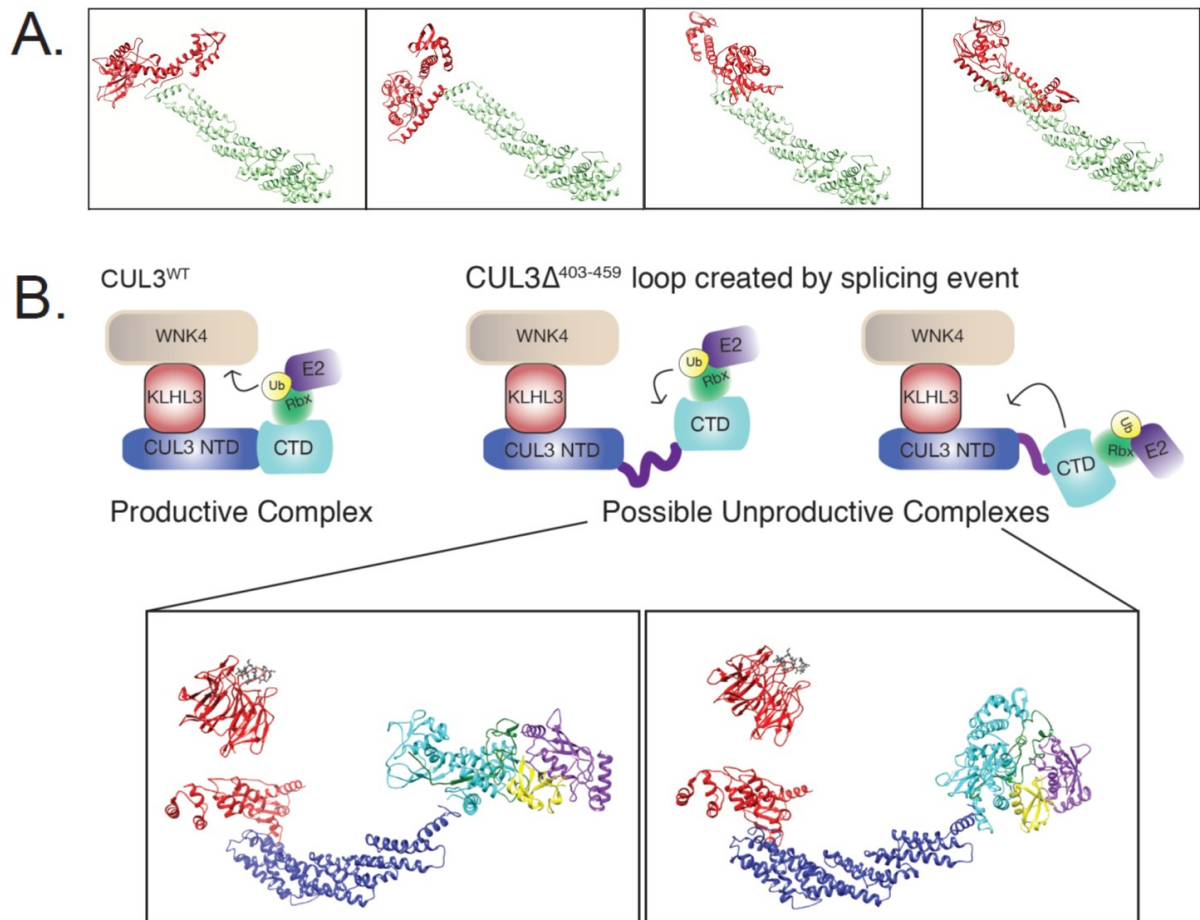 A.
B.
CUL3WT
CUL3Δ403-459 loop created by splicing event
WNK4
KLHL3
CUL3 NTD
CTD
Rbx
Ub
E2
WNK4
KLHL3
CUL3 NTD
CTD
Rbx
Ub
E2
WNK4
KLHL3
CUL3 NTD
CTD
Rbx
Ub
E2
Productive Complex
Possible Unproductive Complexes